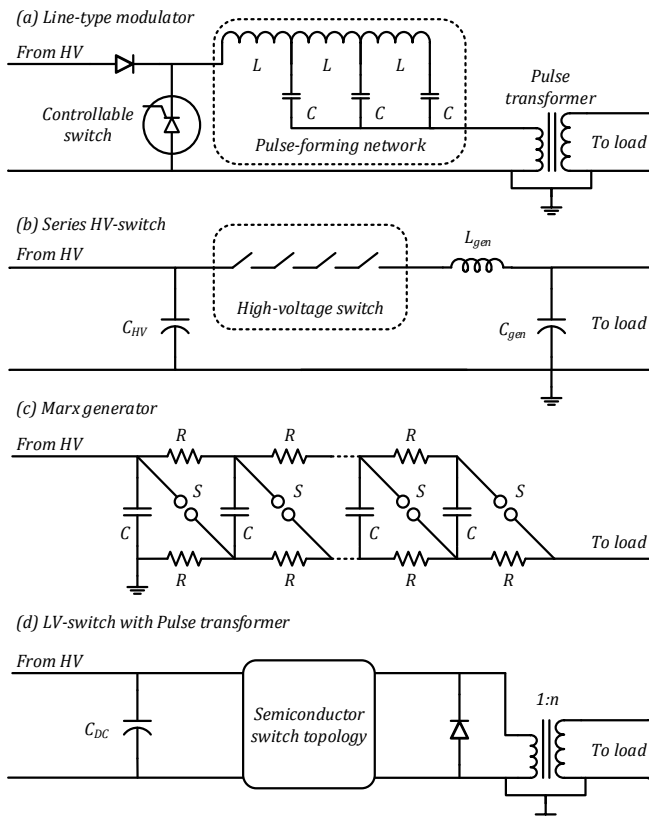 (a) Line-type modulator
From HV
L L L
Controllable
switch
C C C
Pulse-forming network
Pulse
transformer
To load
(b) Series HV-switch
From HV
L_gen
High-voltage switch
C_HV
C_gen
To load
(c) Marx generator
From HV
R R R
S S S
C C C C
R R R R
To load
(d) LV-switch with Pulse transformer
From HV
1:n
C_DC
Semiconductor
switch topology
To load